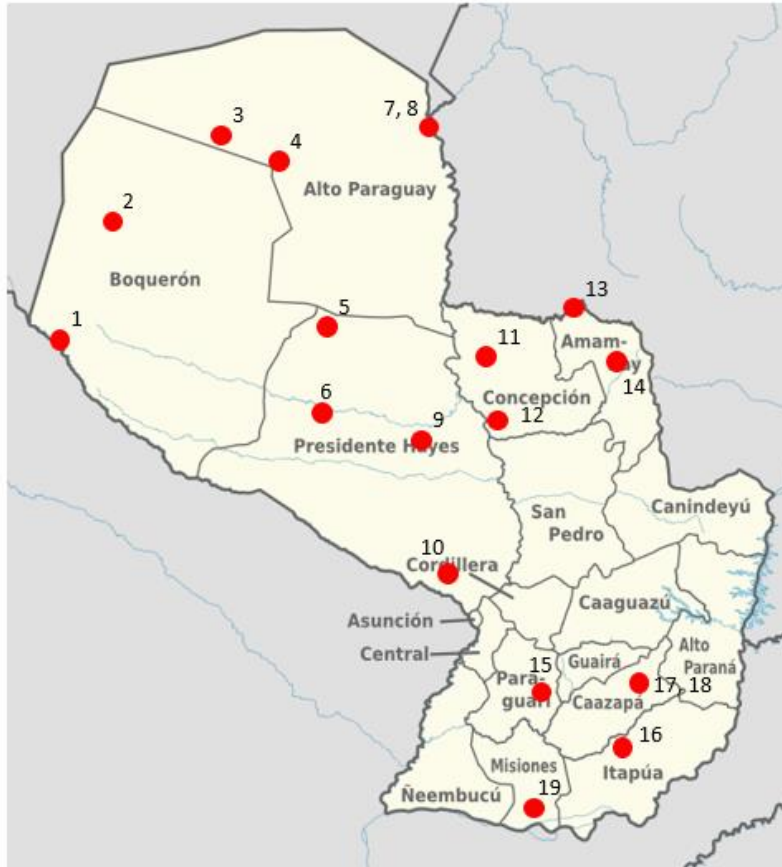 7, 8
3
4
Alto Paraguay
2
Boquerón
13
1
5
11
Amam-
bay
14
Concepción
6
12
9
Presidente Hayes
Canindeyú
San
Pedro
10
Cordillera
Caaguazú
Asunción
Central
Alto
Paraná
15
Guairá
Para-
guarí
17, 18
Caazapá
16
Misiones
Itapúa
19
Ñeembucú